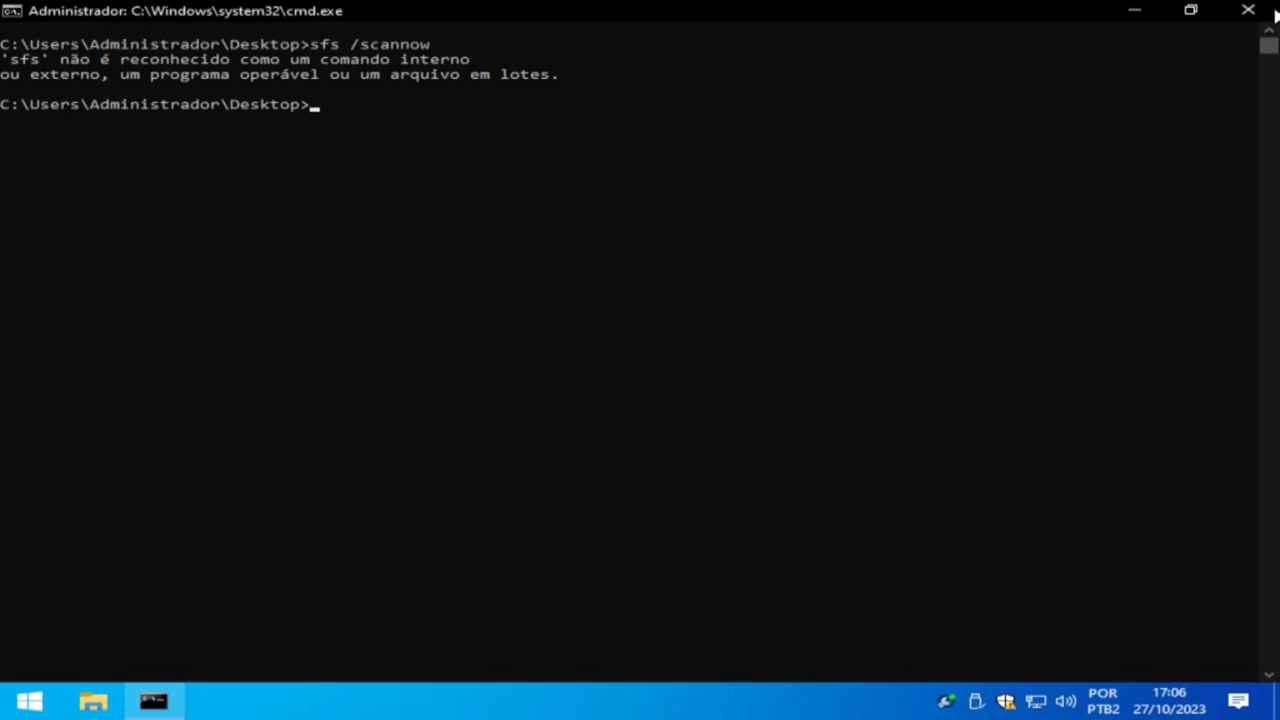 Administrador: C:\Windows\system32\cmd.exe
C:\Users\Administrador\Desktop>sfs /scannow
'sfs' não é reconhecido como um comando interno
ou externo, um programa operável ou um arquivo em lotes.
C:\Users\Administrador\Desktop>
POR
PTB2
17:06
27/10/2023